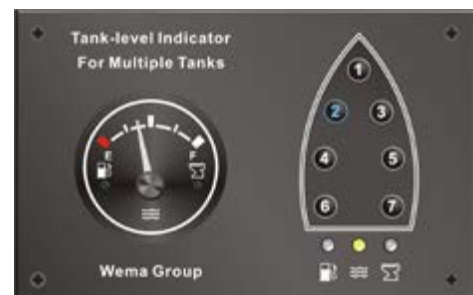 Tank-level Indicator
For Multiple Tanks
E
F
Wema Group
1
2
3
4
5
6
7